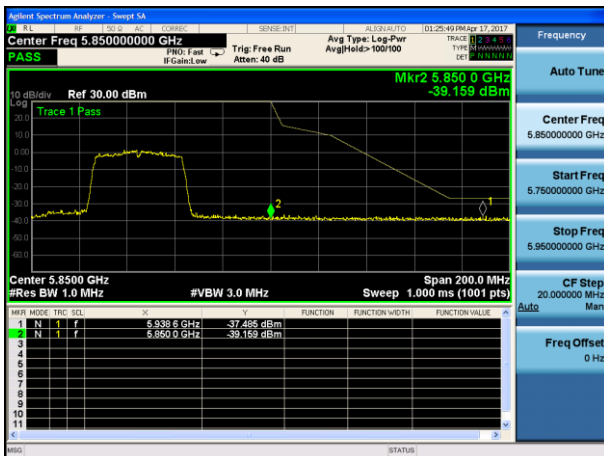 Agilent Spectrum Analyzer - Swept SA
RL RF 50 Ω AC CORREC SENSE:INT ALIGNAUTO 01:25:49 PM Apr 17, 2017
Center Freq 5.850000000 GHz
PASS
PNO: Fast
IFGain:Low
Trig: Free Run
Atten: 40 dB
Avg Type: Log-Pwr
Avg|Hold:>100/100
TRACE 1 2 3 4 5 6
TYPE M
DET P N N N N N
Mkr2 5.850 0 GHz
-39.159 dBm
10 dB/div Ref 30.00 dBm
Log
Trace 1 Pass
20.0
10.0
0.00
-10.0
-20.0
-30.0
-40.0
-50.0
-60.0
1
2
Center 5.8500 GHz Span 200.0 MHz
#Res BW 1.0 MHz #VBW 3.0 MHz Sweep 1.000 ms (1001 pts)
MKR MODE TRC SCL X Y FUNCTION FUNCTION WIDTH FUNCTION VALUE
1 N 1 f 5.938 6 GHz -37.485 dBm
2 N 1 f 5.850 0 GHz -39.159 dBm
3
4
5
6
7
8
9
10
11
MSG STATUS
Frequency
Auto Tune
Center Freq
5.850000000 GHz
Start Freq
5.750000000 GHz
Stop Freq
5.950000000 GHz
CF Step
20.000000 MHz
Auto Man
Freq Offset
0 Hz